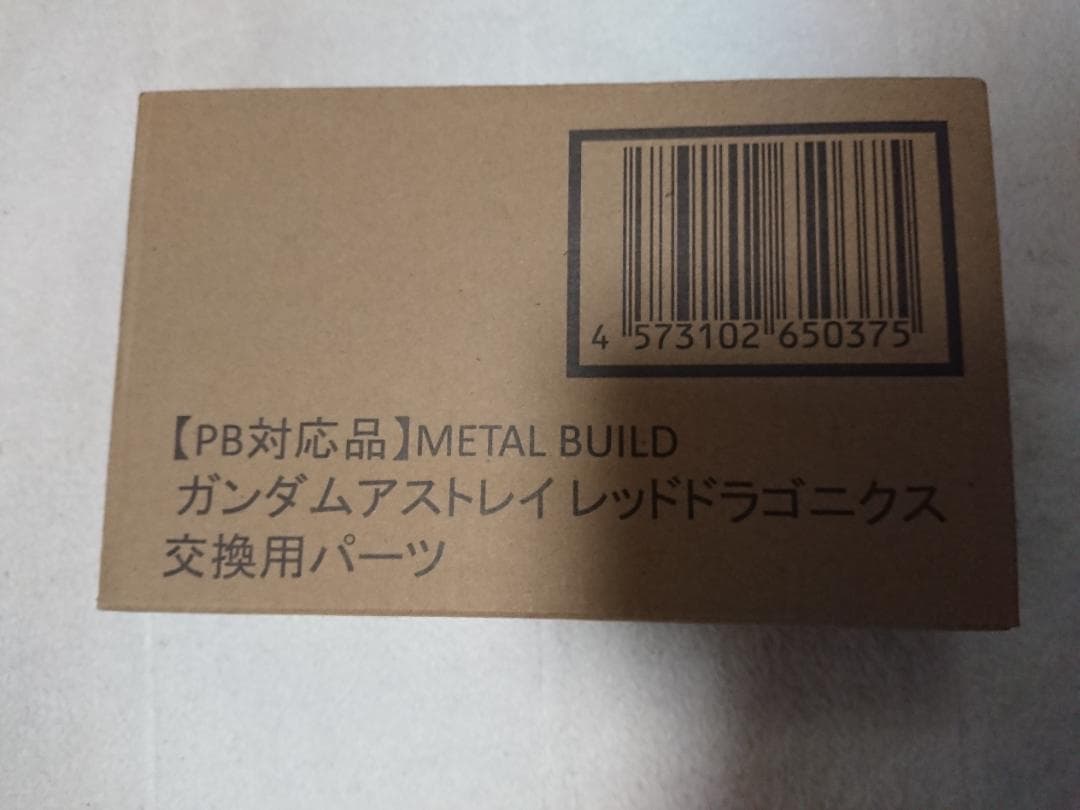 4 573102 650375
【PB対応品】METAL BUILD
ガンダムアストレイ レッドドラゴニクス
交換用パーツ